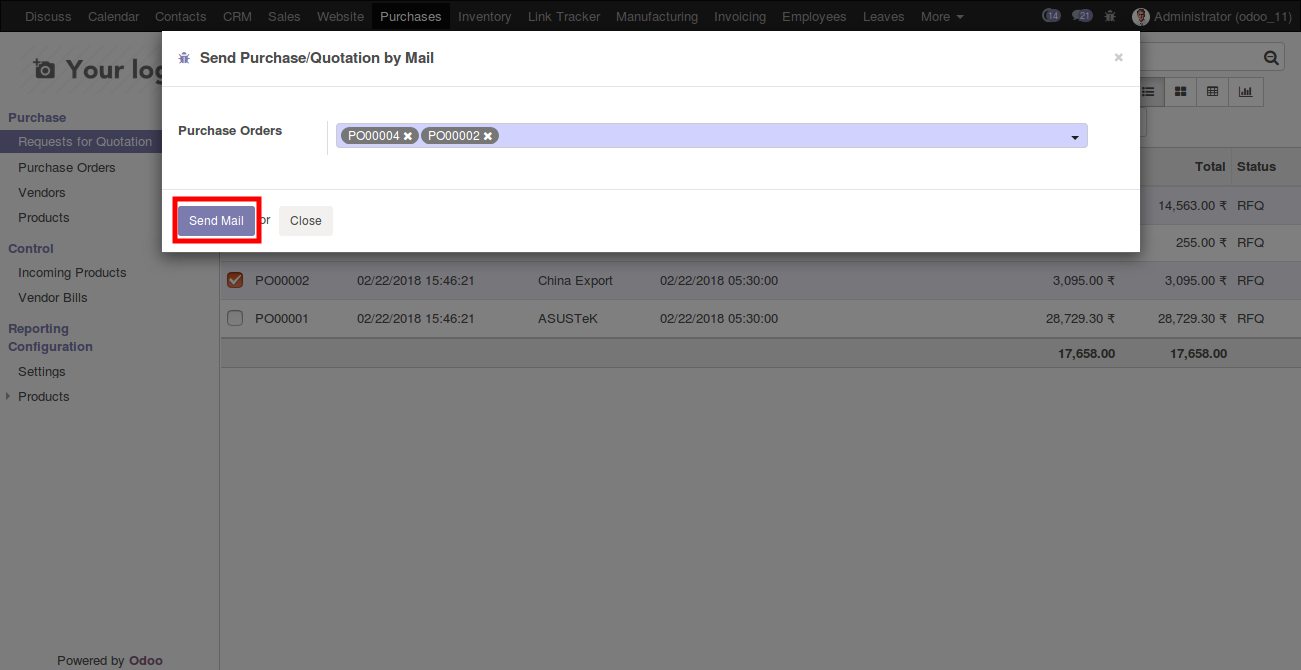 Discuss Calendar Contacts CRM Sales Website Purchases Inventory Link Tracker Manufacturing Invoicing Employees Leaves More 14 21 Administrator (odoo_11)
Send Purchase/Quotation by Mail ×
Your log
Purchase
Purchase Orders PO00004 PO00002
Requests for Quotation
Purchase Orders
Total Status
Vendors
14,563.00 ₹ RFQ
Products
Send Mail or Close
255.00 ₹ RFQ
Control
Incoming Products
PO00002 02/22/2018 15:46:21 China Export 02/22/2018 05:30:00 3,095.00 ₹ 3,095.00 ₹ RFQ
Vendor Bills
PO00001 02/22/2018 15:46:21 ASUSTeK 02/22/2018 05:30:00 28,729.30 ₹ 28,729.30 ₹ RFQ
Reporting
Configuration
17,658.00 17,658.00
Settings
Products
Powered by Odoo